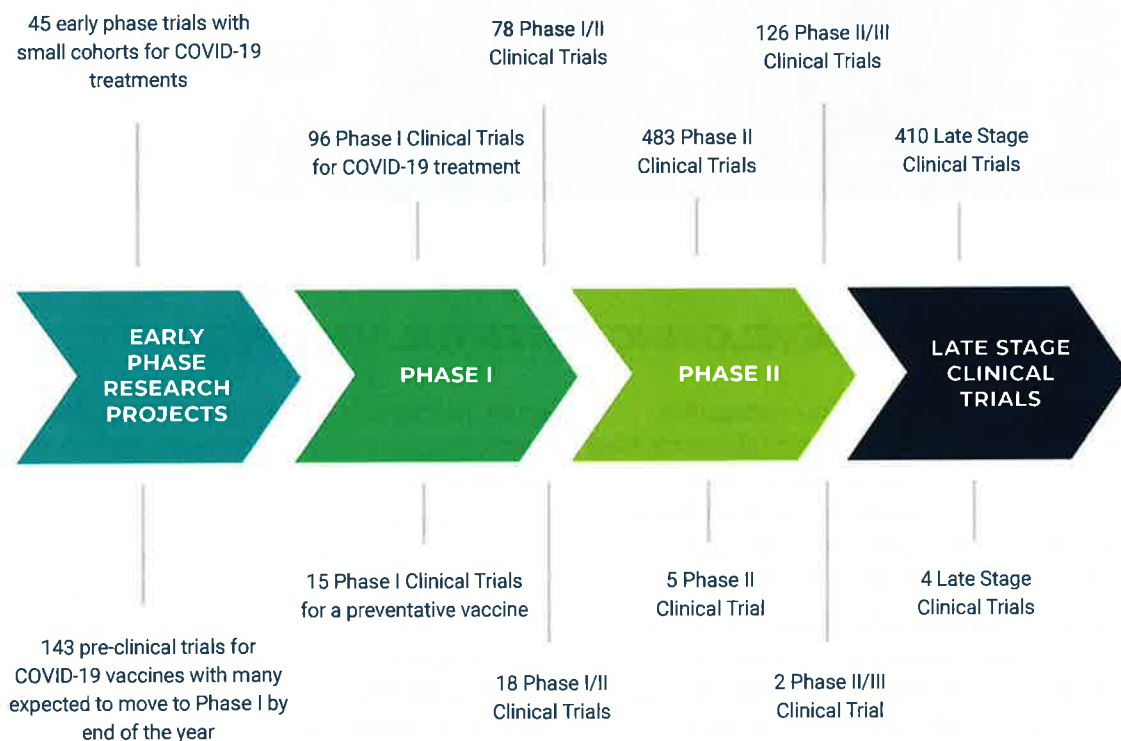 45 early phase trials with
small cohorts for COVID-19
treatments
78 Phase I/II
Clinical Trials
126 Phase II/III
Clinical Trials
96 Phase I Clinical Trials
for COVID-19 treatment
483 Phase II
Clinical Trials
410 Late Stage
Clinical Trials
EARLY
PHASE
RESEARCH
PROJECTS
PHASE I
PHASE II
LATE STAGE
CLINICAL
TRIALS
15 Phase I Clinical Trials
for a preventative vaccine
5 Phase II
Clinical Trial
4 Late Stage
Clinical Trials
143 pre-clinical trials for
COVID-19 vaccines with many
expected to move to Phase I by
end of the year
18 Phase I/II
Clinical Trials
2 Phase II/III
Clinical Trial